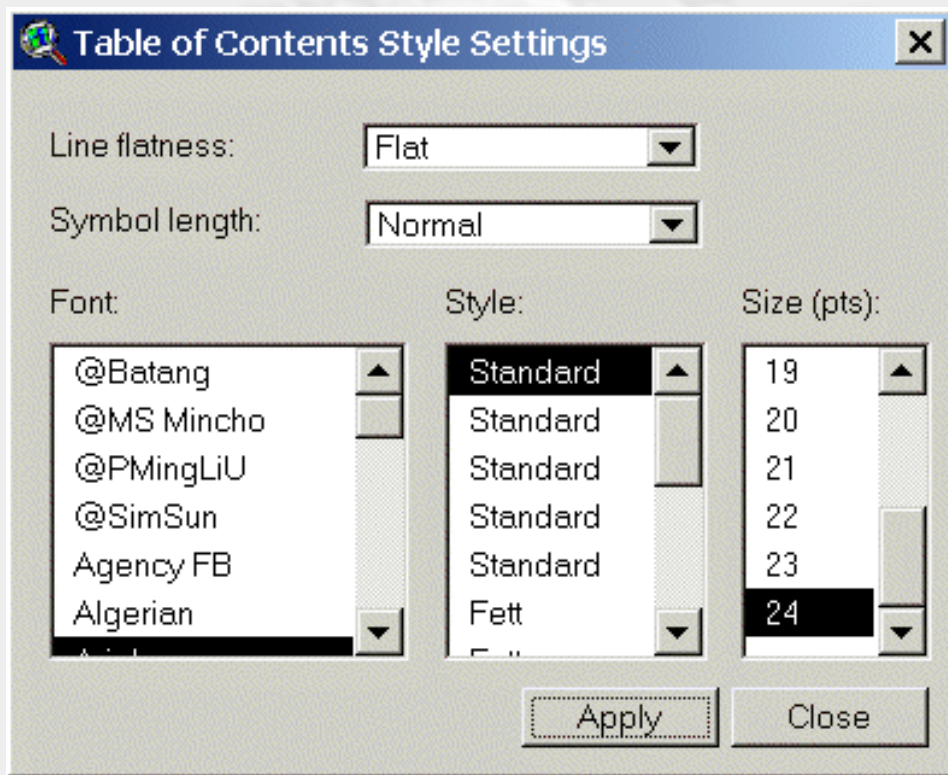 Table of Contents Style Settings
Line flatness: Flat
Symbol length: Normal
Font: Style: Size (pts):
@Batang Standard 19
@MS Mincho Standard 20
@PMingLiU Standard 21
@SimSun Standard 22
Agency FB Standard 23
Algerian Fett 24
Apply Close